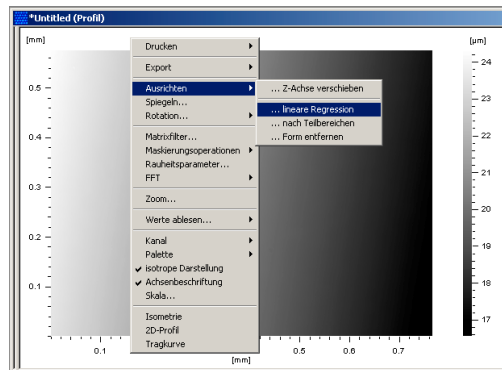 *Untitled (Profil)
[mm]
[µm]
Drucken
Export
Ausrichten
Spiegeln...
Rotation...
Matrixfilter...
Maskierungsoperationen
Rauheitsparameter...
FFT
Zoom...
Werte ablesen...
Kanal
Palette
isotrope Darstellung
Achsenbeschriftung
Skala...
Isometrie
2D-Profil
Tragkurve
... Z-Achse verschieben
... lineare Regression
... nach Teilbereichen
... Form entfernen
0.5
0.4
0.3
0.2
0.1
24
23
22
21
20
19
18
17
0.1
0.5
0.6
0.7
[mm]